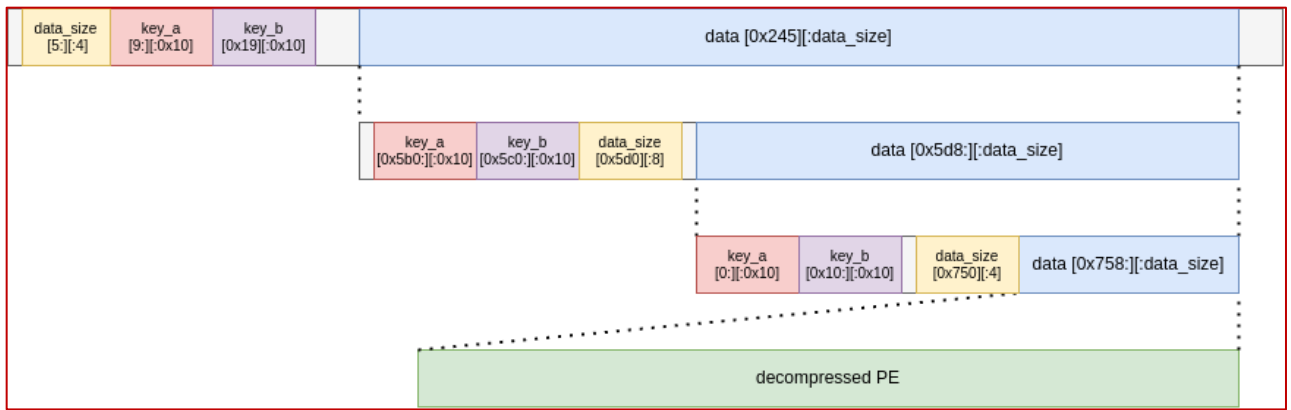 data_size
[5:][:4]
key_a
[9:][:0x10]
key_b
[0x19][:0x10]
data [0x245][:data_size]
key_a
[0x5b0:][:0x10]
key_b
[0x5c0:][:0x10]
data_size
[0x5d0][:8]
data [0x5d8:][:data_size]
key_a
[0:][:0x10]
key_b
[0x10:][:0x10]
data_size
[0x750][:4]
data [0x758:][:data_size]
decompressed PE